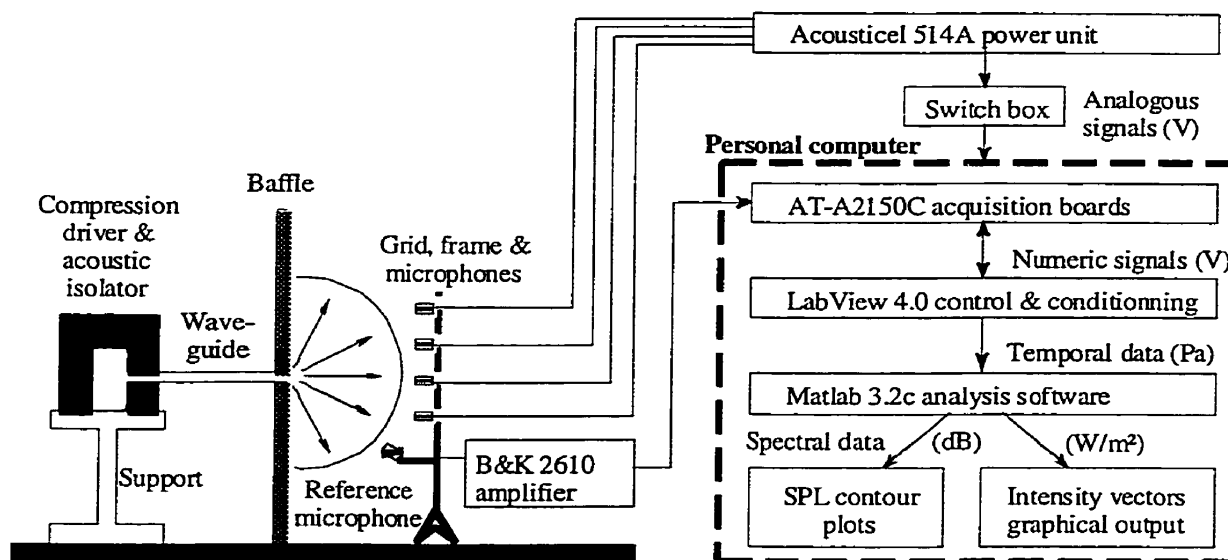 Acousticel 514A power unit
Switch box
Analogous
signals (V)
Personal computer
Baffle
Compression
driver &
acoustic
isolator
Grid, frame &
microphones
AT-A2150C acquisition boards
Numeric signals (V)
Wave-
guide
LabView 4.0 control & conditionning
Temporal data (Pa)
Matlab 3.2c analysis software
Spectral data
(dB)
(W/m²)
Support
Reference
microphone
B&K 2610
amplifier
SPL contour
plots
Intensity vectors
graphical output